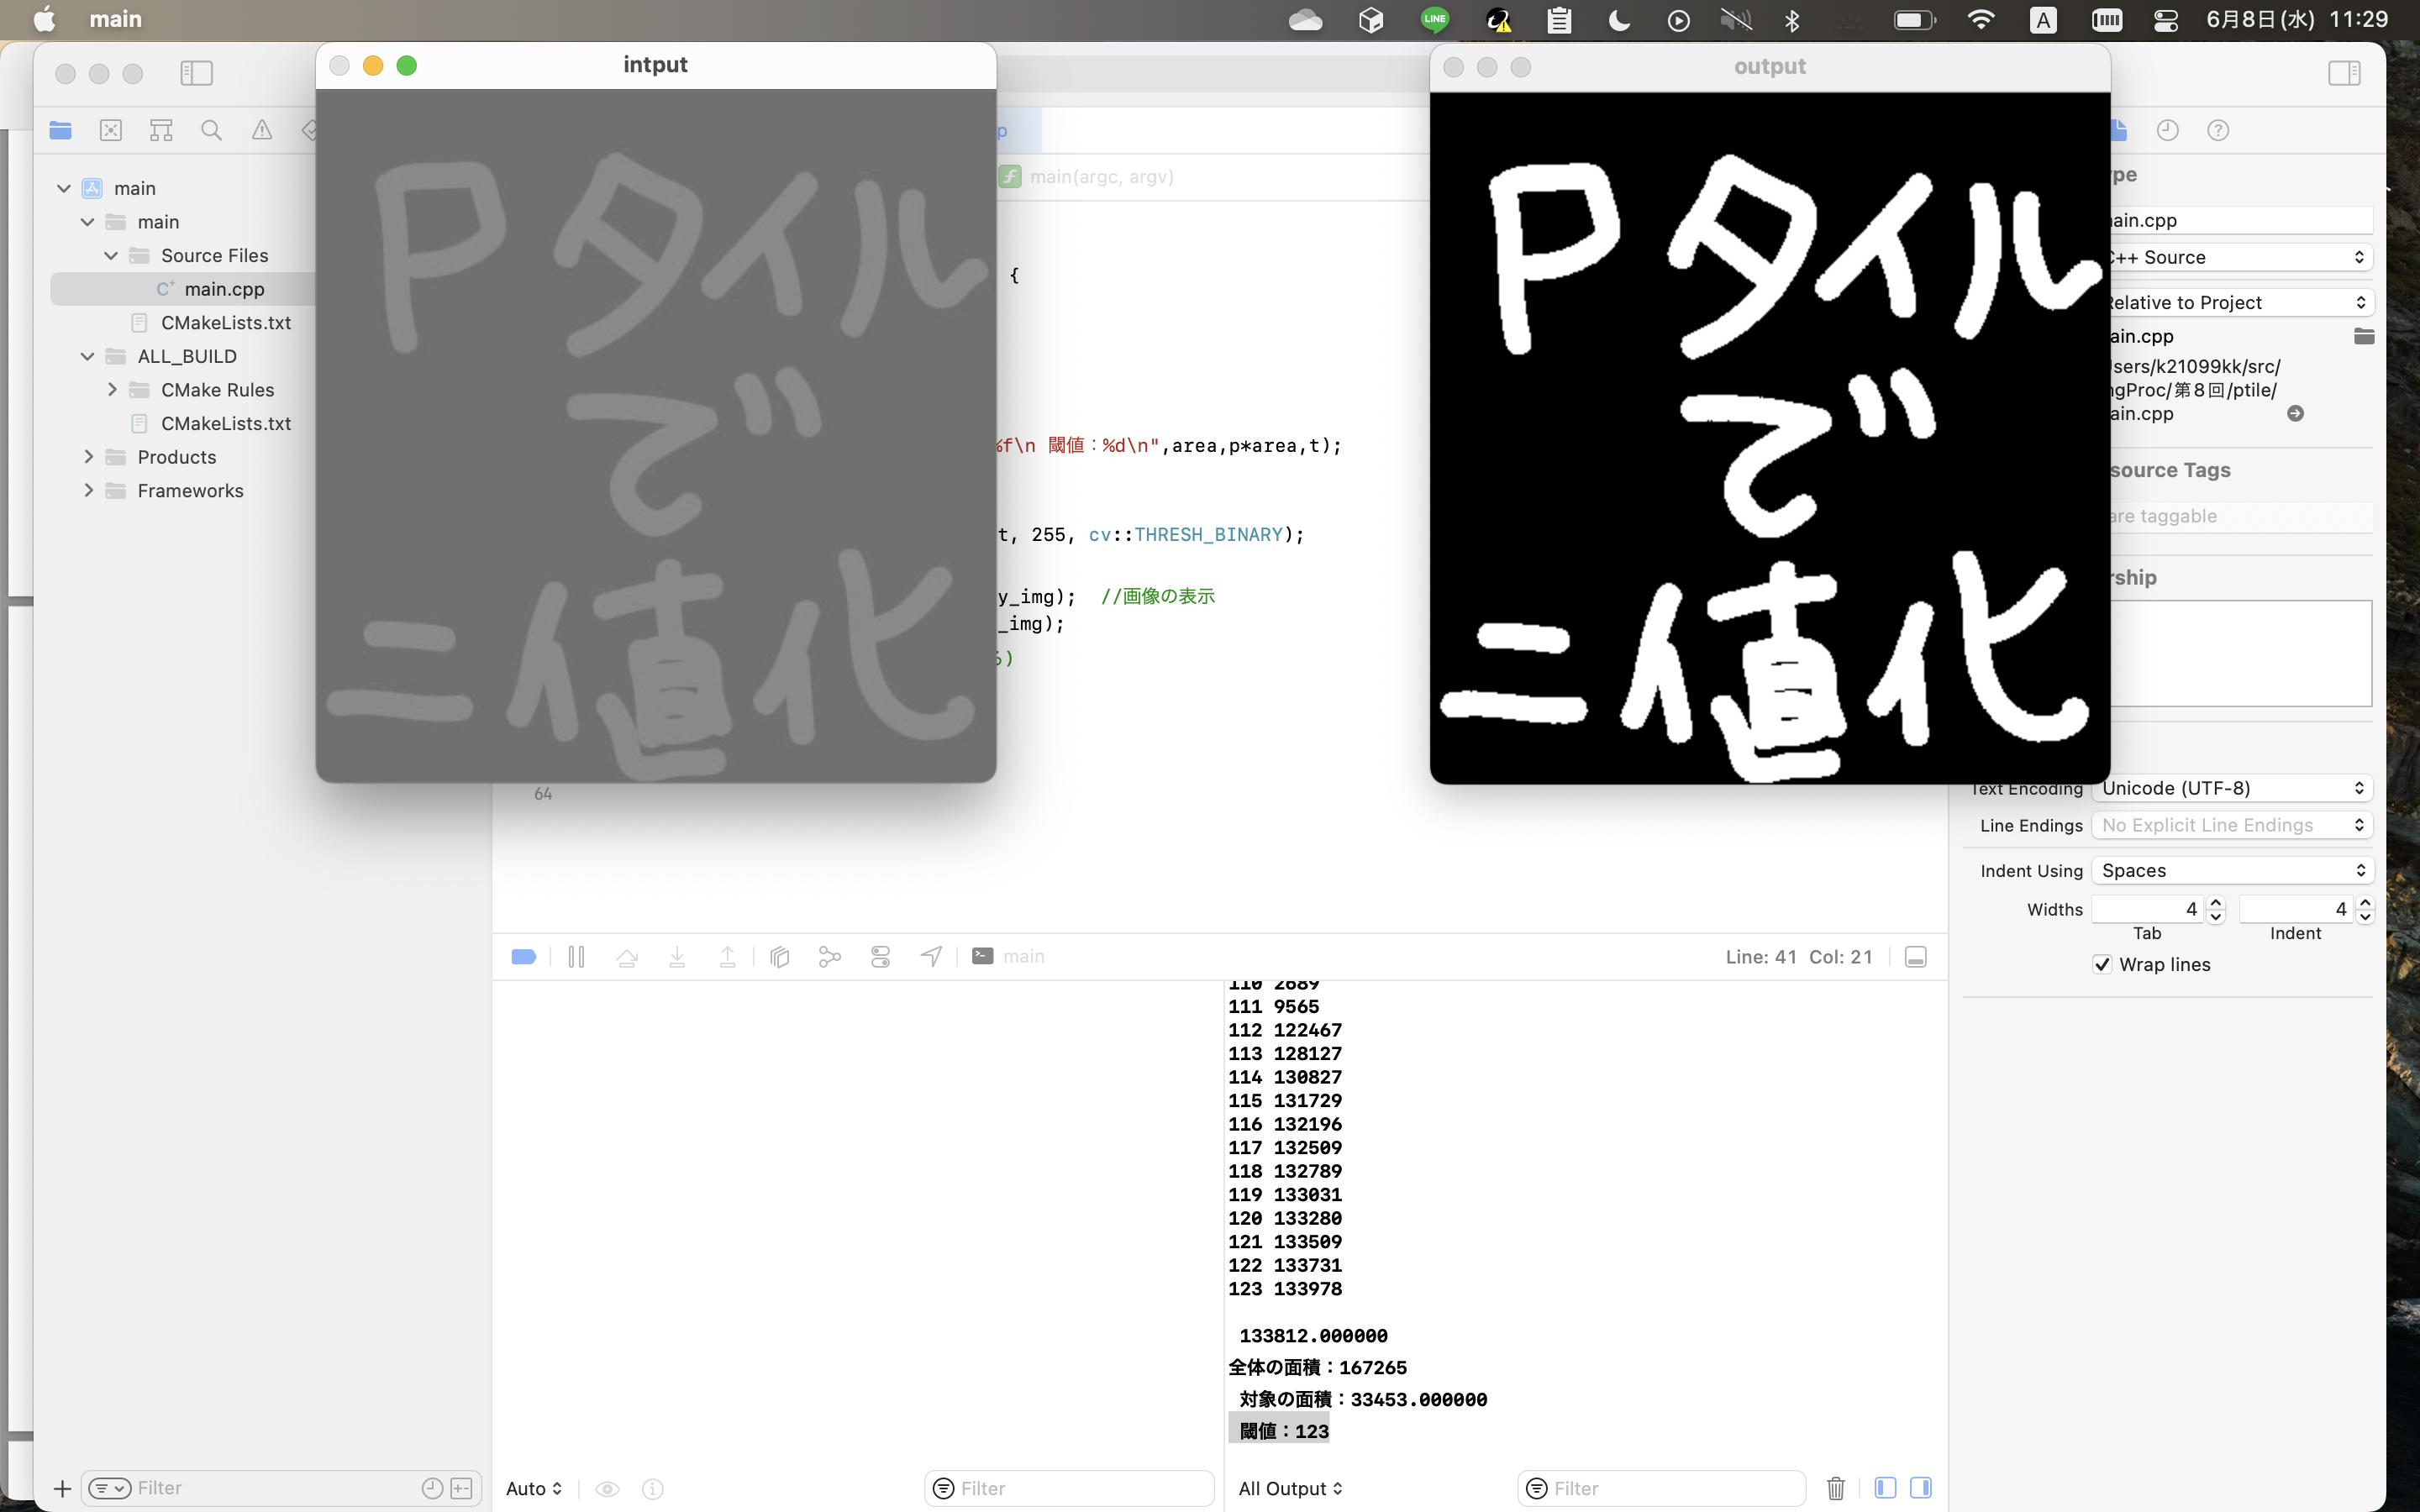 main
LINE
A
6月8日(水) 11:29
intput
output
Pタイル
で
二値化
Pタイル
で
二値化
main
main
Source Files
main.cpp
CMakeLists.txt
ALL_BUILD
CMake Rules
CMakeLists.txt
Products
Frameworks
p
main(argc, argv)
{
%f\n 閾値：%d\n",area,p*area,t);
t, 255, cv::THRESH_BINARY);
y_img);  //画像の表示
_img);
)
64
ype
ain.cpp
C++ Source
Relative to Project
ain.cpp
sers/k21099kk/src/
gProc/第8回/ptile/
ain.cpp
source Tags
are taggable
rship
Text Encoding Unicode (UTF-8)
Line Endings No Explicit Line Endings
Indent Using Spaces
Widths 4 4
Tab Indent
Wrap lines
main
Line: 41 Col: 21
110 2689
111 9565
112 122467
113 128127
114 130827
115 131729
116 132196
117 132509
118 132789
119 133031
120 133280
121 133509
122 133731
123 133978
133812.000000
全体の面積：167265
対象の面積：33453.000000
閾値：123
Filter
Auto
Filter
All Output
Filter